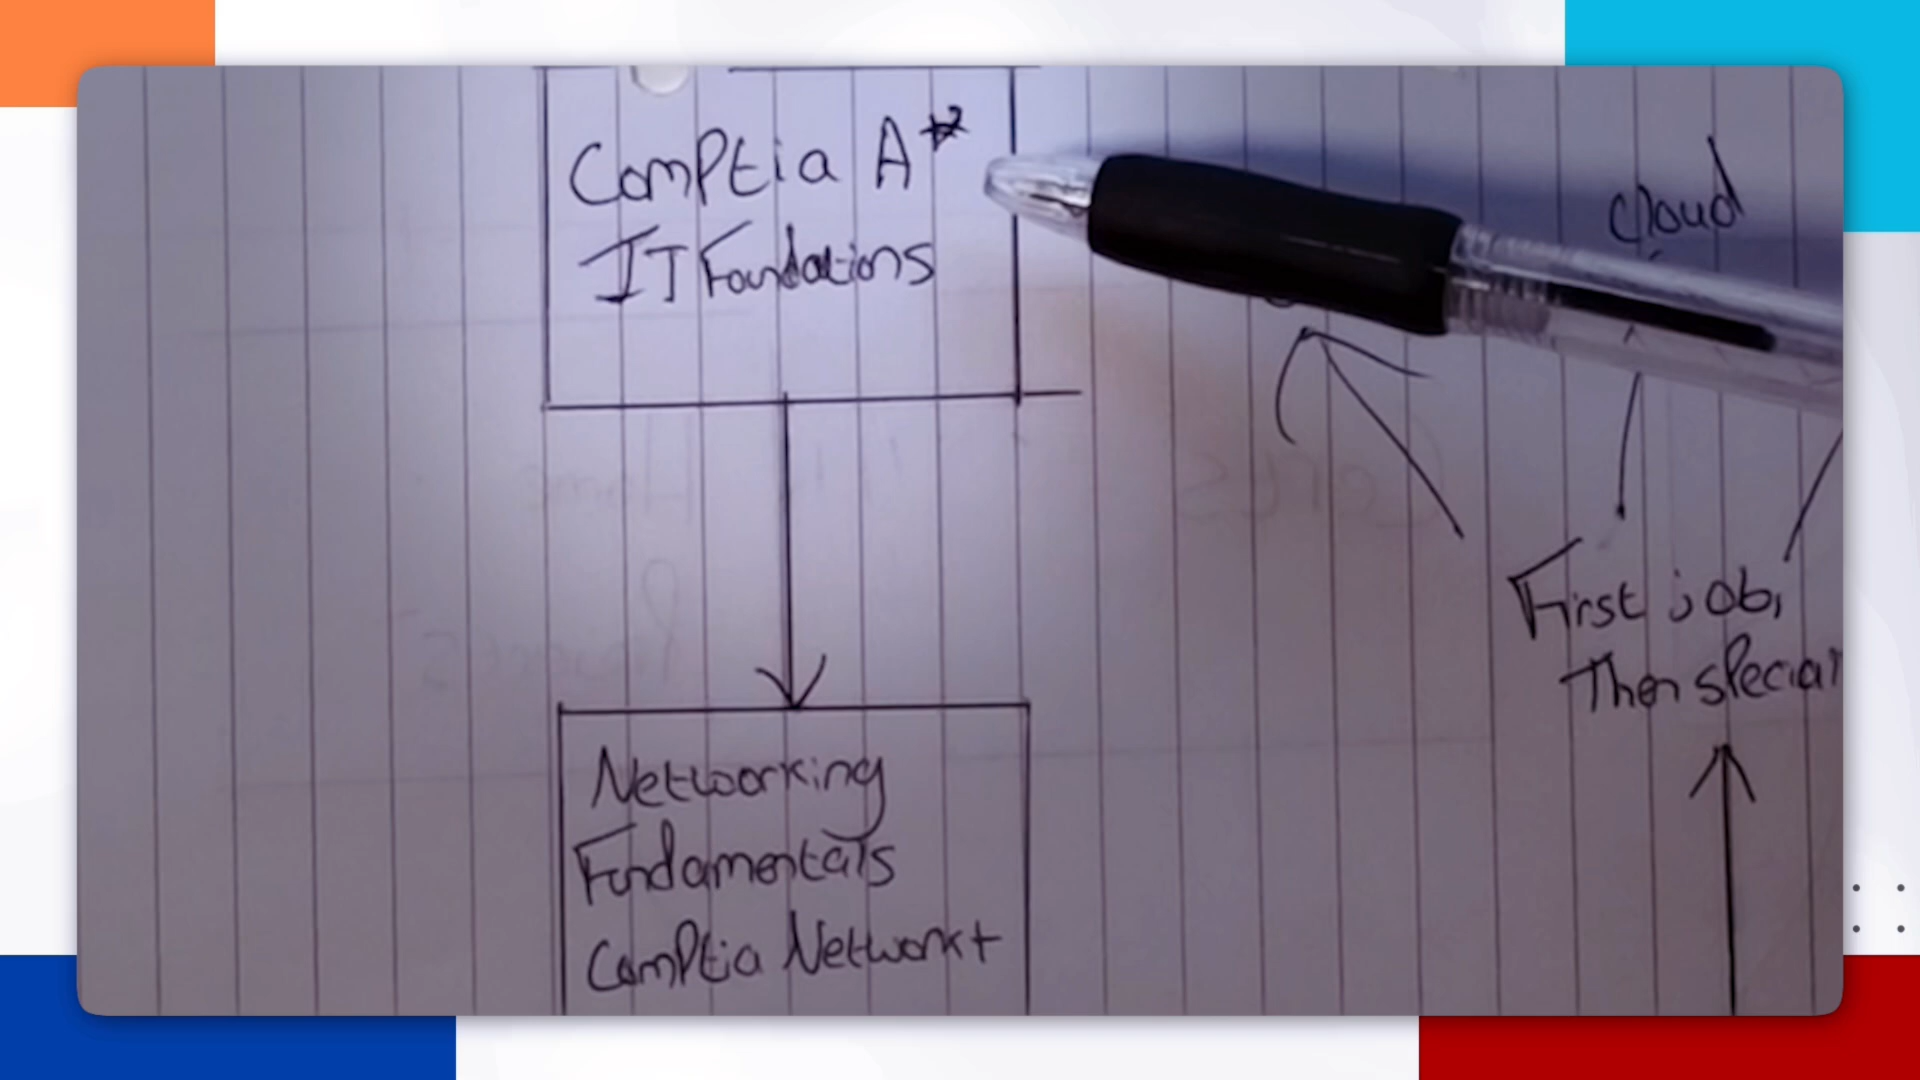 Comptia A+
IT Foundations
Networking
Fundamentals
Comptia Network+
cloud
First job,
Then special